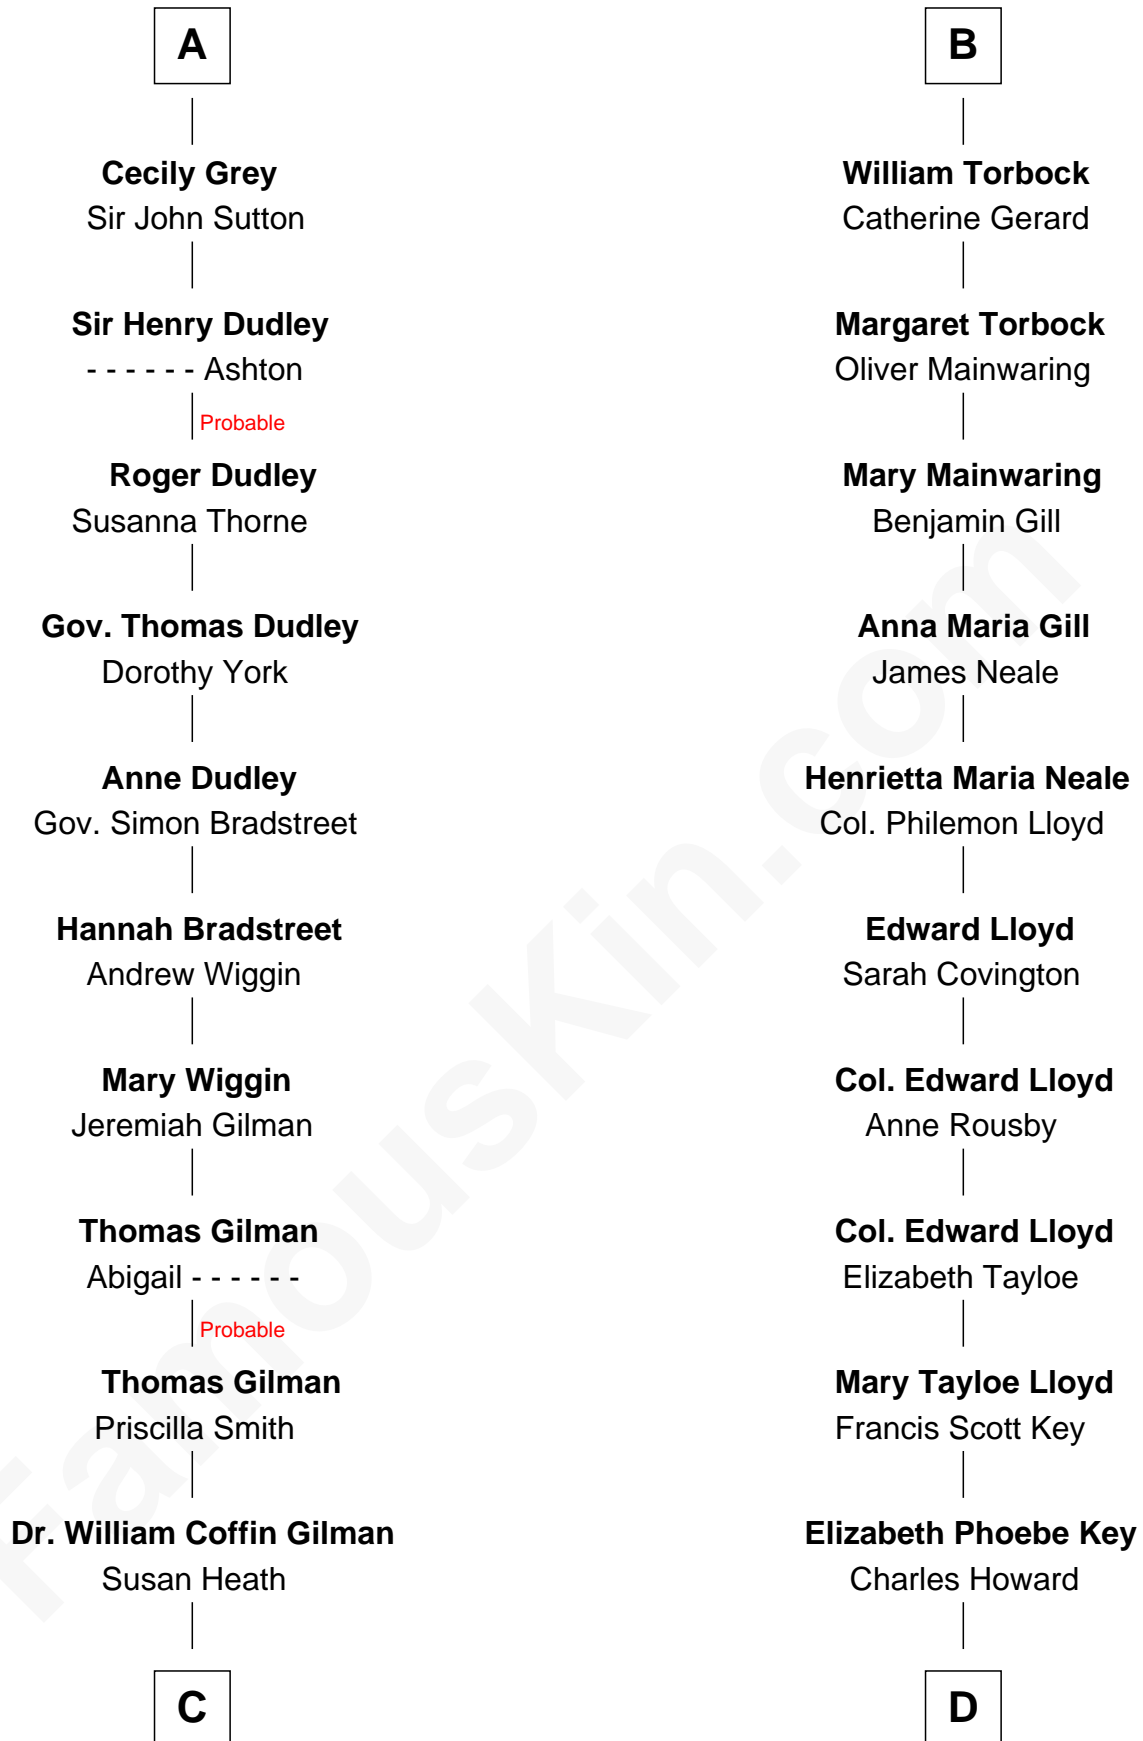 A
Cecily Grey
Sir John Sutton
Sir Henry Dudley
- - - - - - Ashton
Probable
Roger Dudley
Susanna Thorne
Gov. Thomas Dudley
Dorothy York
Anne Dudley
Gov. Simon Bradstreet
Hannah Bradstreet
Andrew Wiggin
Mary Wiggin
Jeremiah Gilman
Thomas Gilman
Abigail - - - - - -
Probable
Thomas Gilman
Priscilla Smith
Dr. William Coffin Gilman
Susan Heath
C
B
William Torbock
Catherine Gerard
Margaret Torbock
Oliver Mainwaring
Mary Mainwaring
Benjamin Gill
Anna Maria Gill
James Neale
Henrietta Maria Neale
Col. Philemon Lloyd
Edward Lloyd
Sarah Covington
Col. Edward Lloyd
Anne Rousby
Col. Edward Lloyd
Elizabeth Tayloe
Mary Tayloe Lloyd
Francis Scott Key
Elizabeth Phoebe Key
Charles Howard
D
FamousKin.com